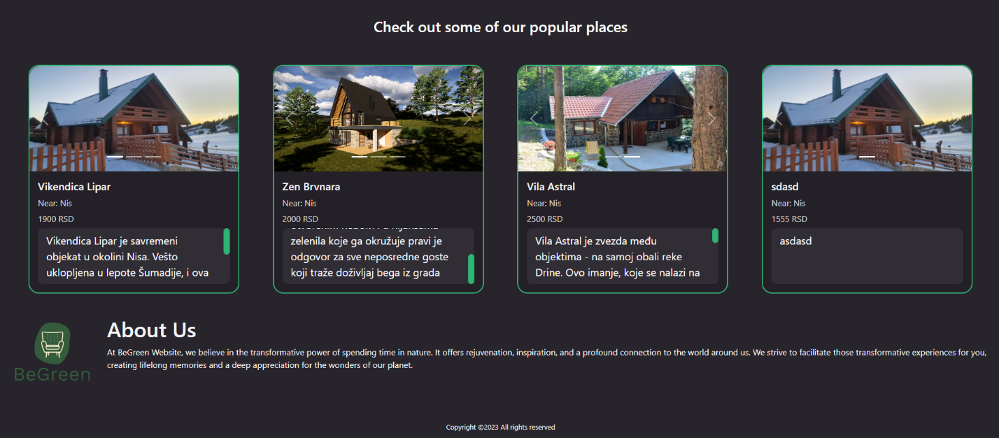 Check out some of our popular places
Vikendica Lipar
Near: Nis
1900 RSD
Vikendica Lipar je savremeni
objekat u okolini Nisa. Vešto
uklopljena u lepote Šumadije, i ova
Zen Brvnara
Near: Nis
2000 RSD
zelenila koje ga okružuje pravi je
odgovor za sve neposredne goste
koji traže doživljaj bega iz grada
Vila Astral
Near: Nis
2500 RSD
Vila Astral je zvezda među
objektima - na samoj obali reke
Drine. Ovo imanje, koje se nalazi na
sdasd
Near: Nis
1555 RSD
asdasd
BeGreen
About Us
At BeGreen Website, we believe in the transformative power of spending time in nature. It offers rejuvenation, inspiration, and a profound connection to the world around us. We strive to facilitate those transformative experiences for you,
creating lifelong memories and a deep appreciation for the wonders of our planet.
Copyright ©2023 All rights reserved